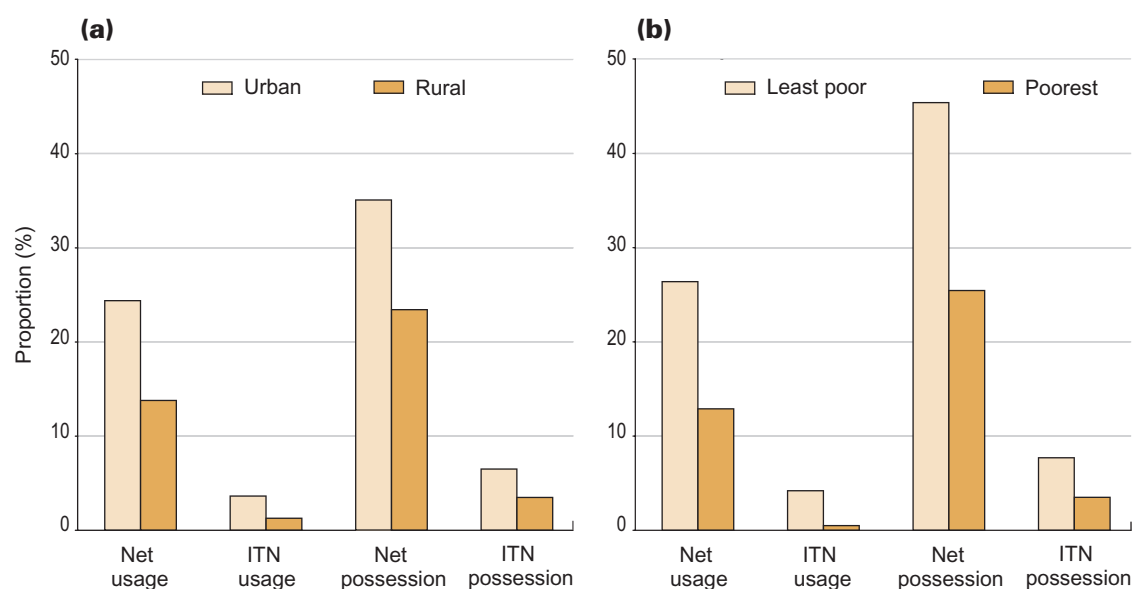 (a)
50
Urban Rural
40
30
20
10
0
Proportion (%)
Net usage
ITN usage
Net possession
ITN possession
(b)
50
Least poor Poorest
40
30
20
10
0
Net usage
ITN usage
Net possession
ITN possession